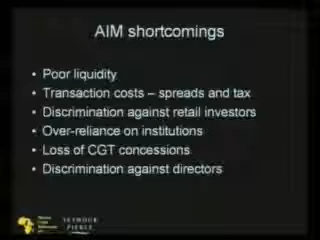 AIM shortcomings
• Poor liquidity
• Transaction costs – spreads and tax
• Discrimination against retail investors
• Over-reliance on institutions
• Loss of CGT concessions
• Discrimination against directors
SEYMOUR
PIERCE